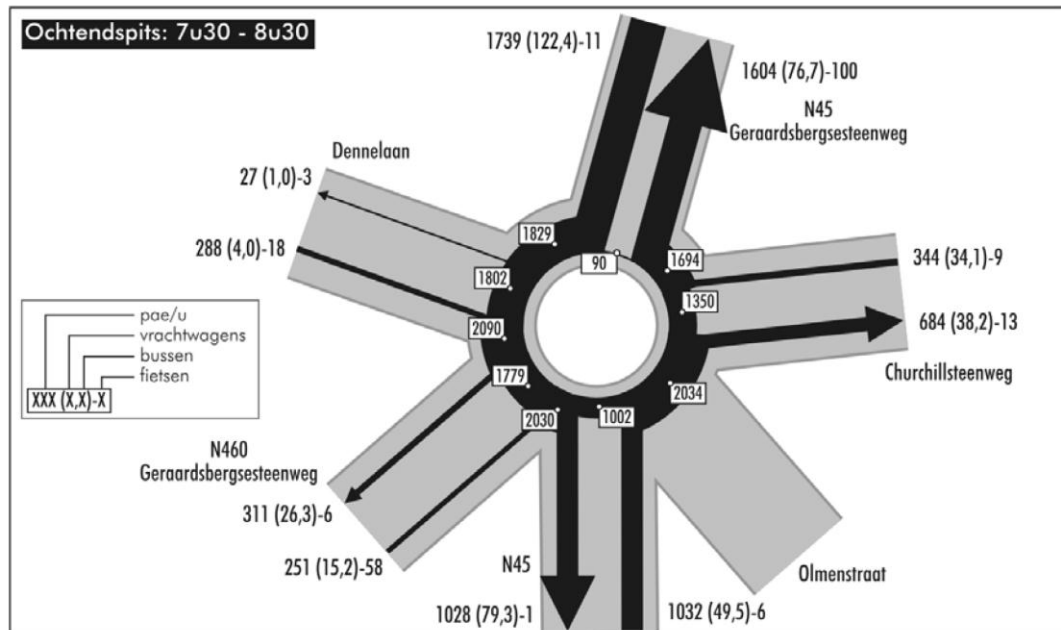 Ochtendspits: 7u30 - 8u30
1739 (122,4)-11
1604 (76,7)-100
N45
Geraardsbergsesteenweg
Dennelaan
27 (1,0)-3
288 (4,0)-18
1829
90
1694
344 (34,1)-9
1802
1350
684 (38,2)-13
2090
Churchillsteenweg
pae/u
vrachtwagens
bussen
fietsen
XXX (X,X)-X
1779
2034
2030
1002
N460
Geraardsbergsesteenweg
311 (26,3)-6
251 (15,2)-58
N45
Olmenstraat
1028 (79,3)-1
1032 (49,5)-6